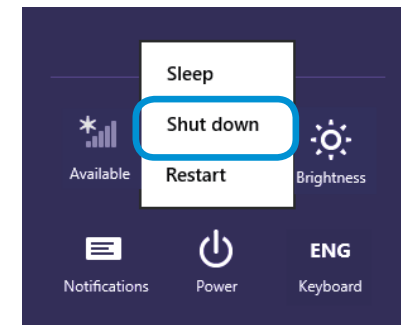 Sleep
Shut down
Restart
Available
Brightness
ENG
Notifications
Power
Keyboard